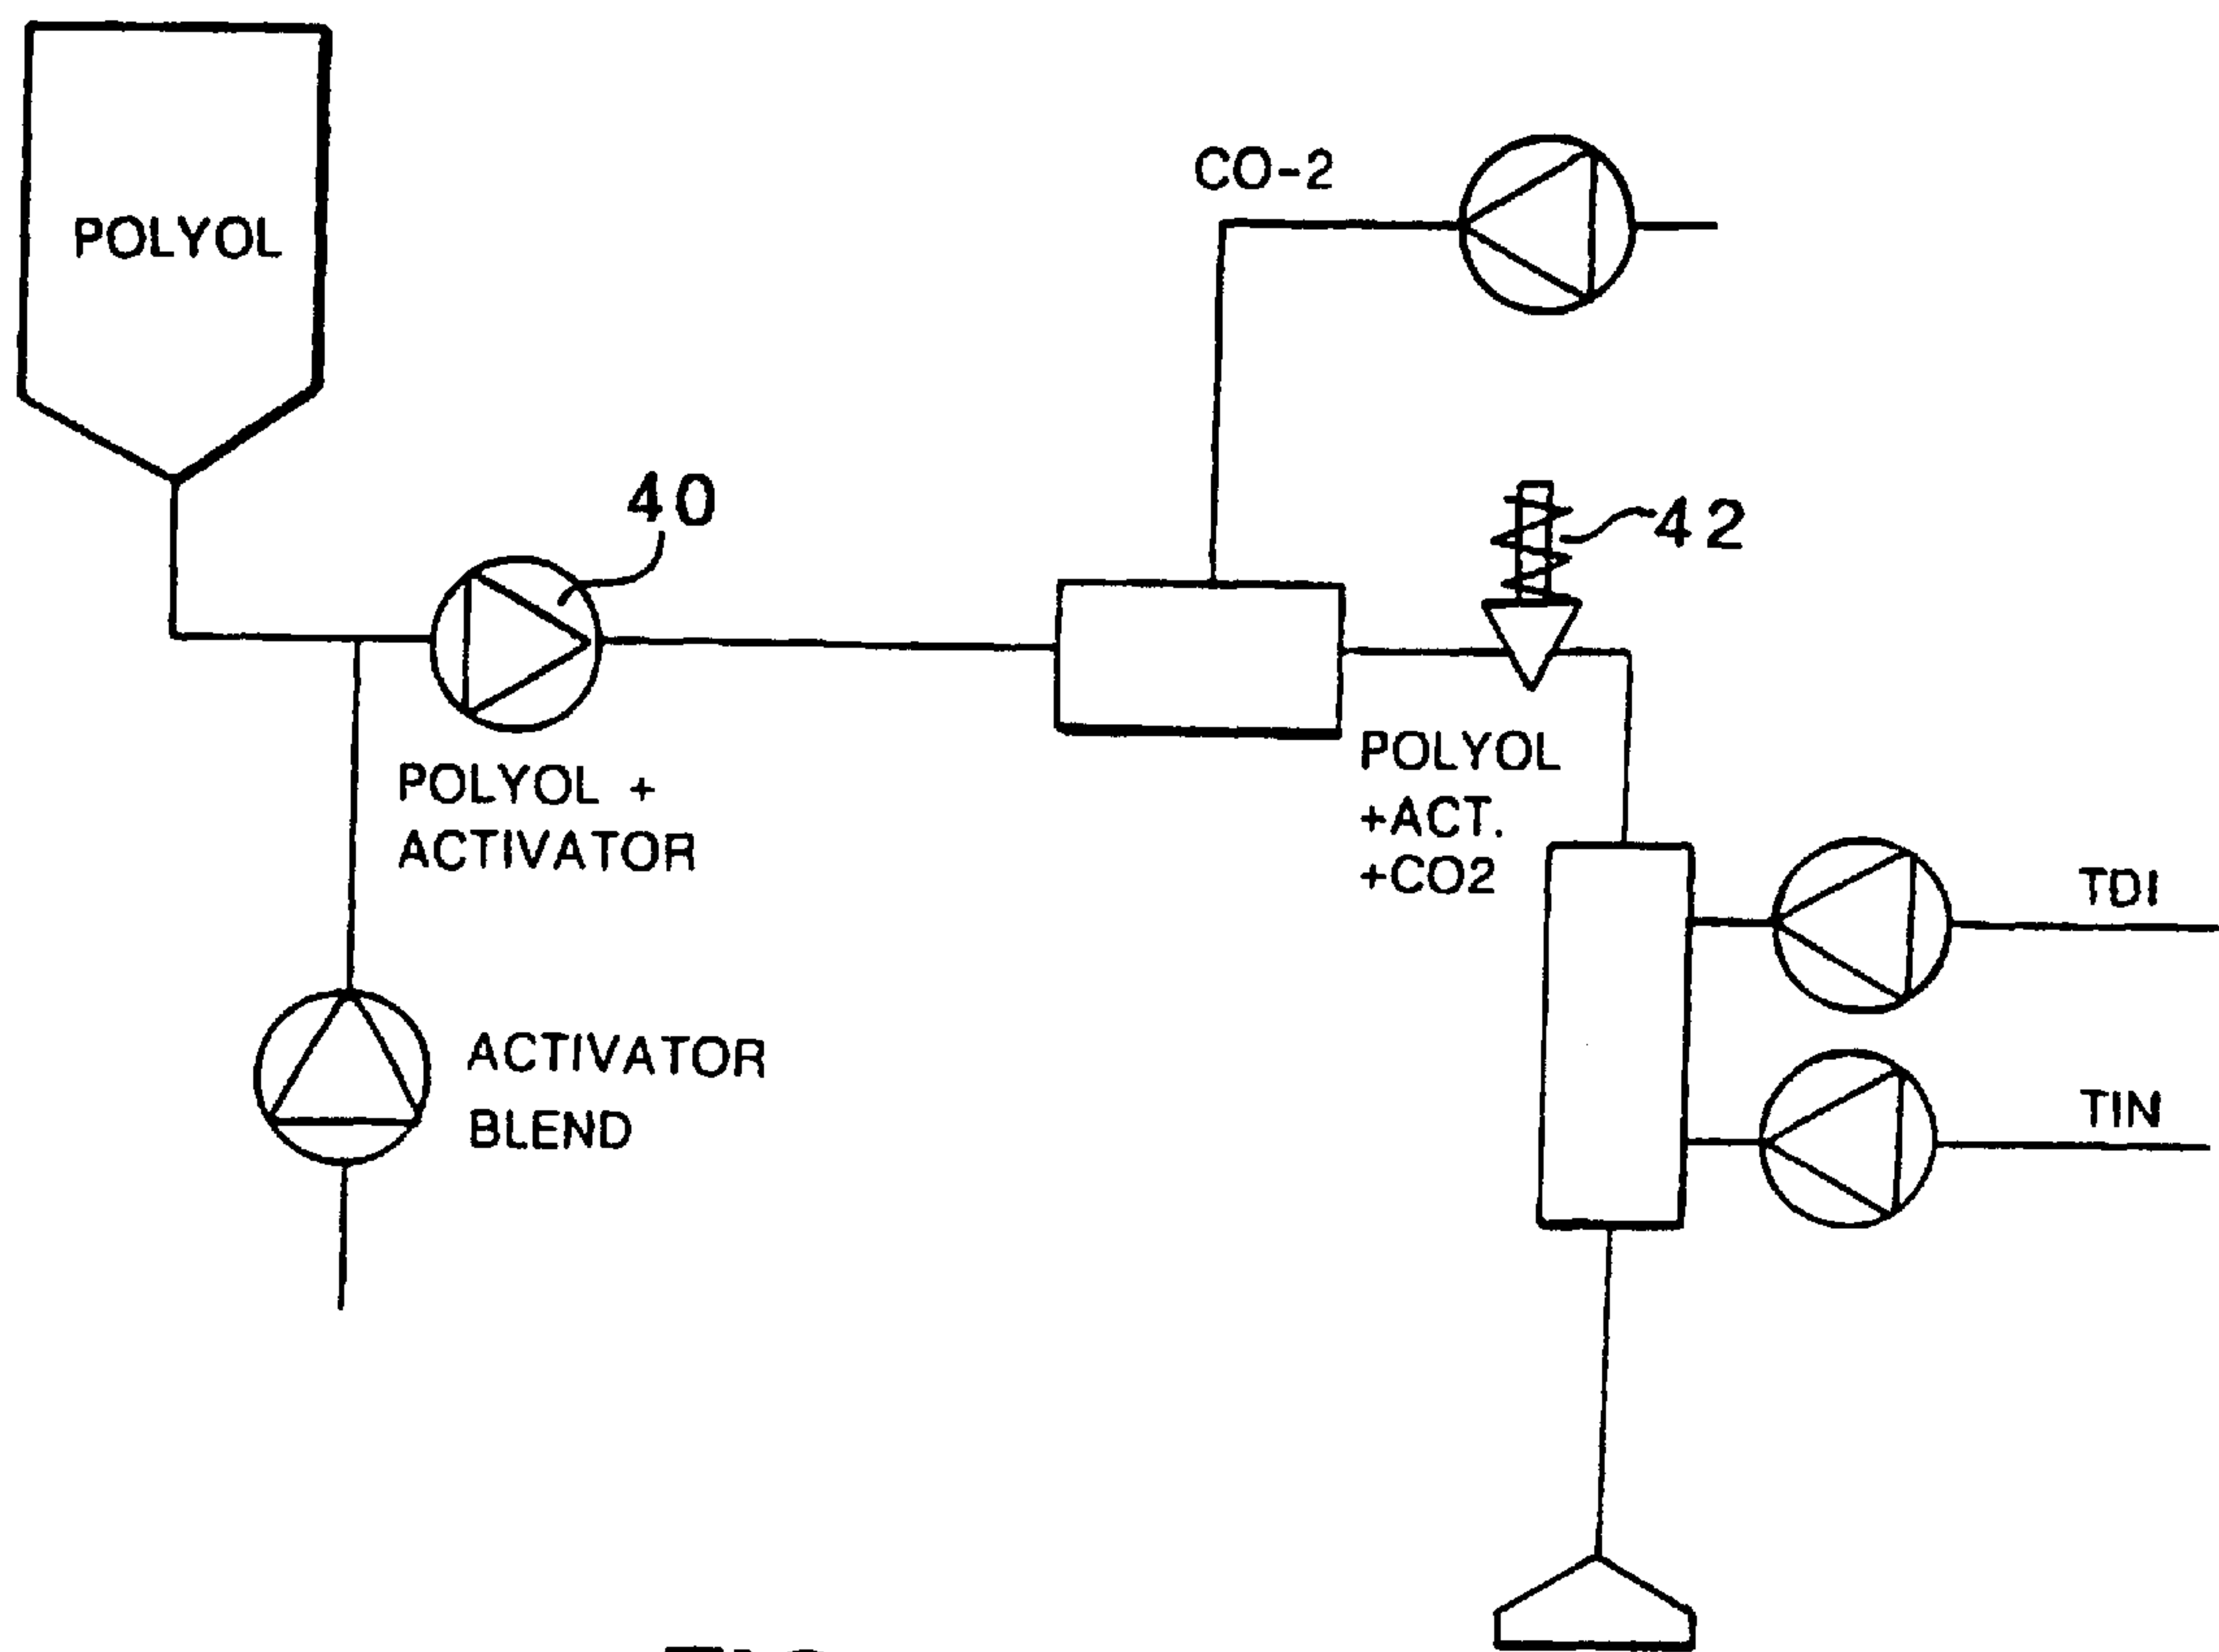 POLYOL
CO-2
40
42
POLYOL +
ACTIVATOR
POLYOL
+ACT.
+CO2
TDI
ACTIVATOR
BLEND
TIN